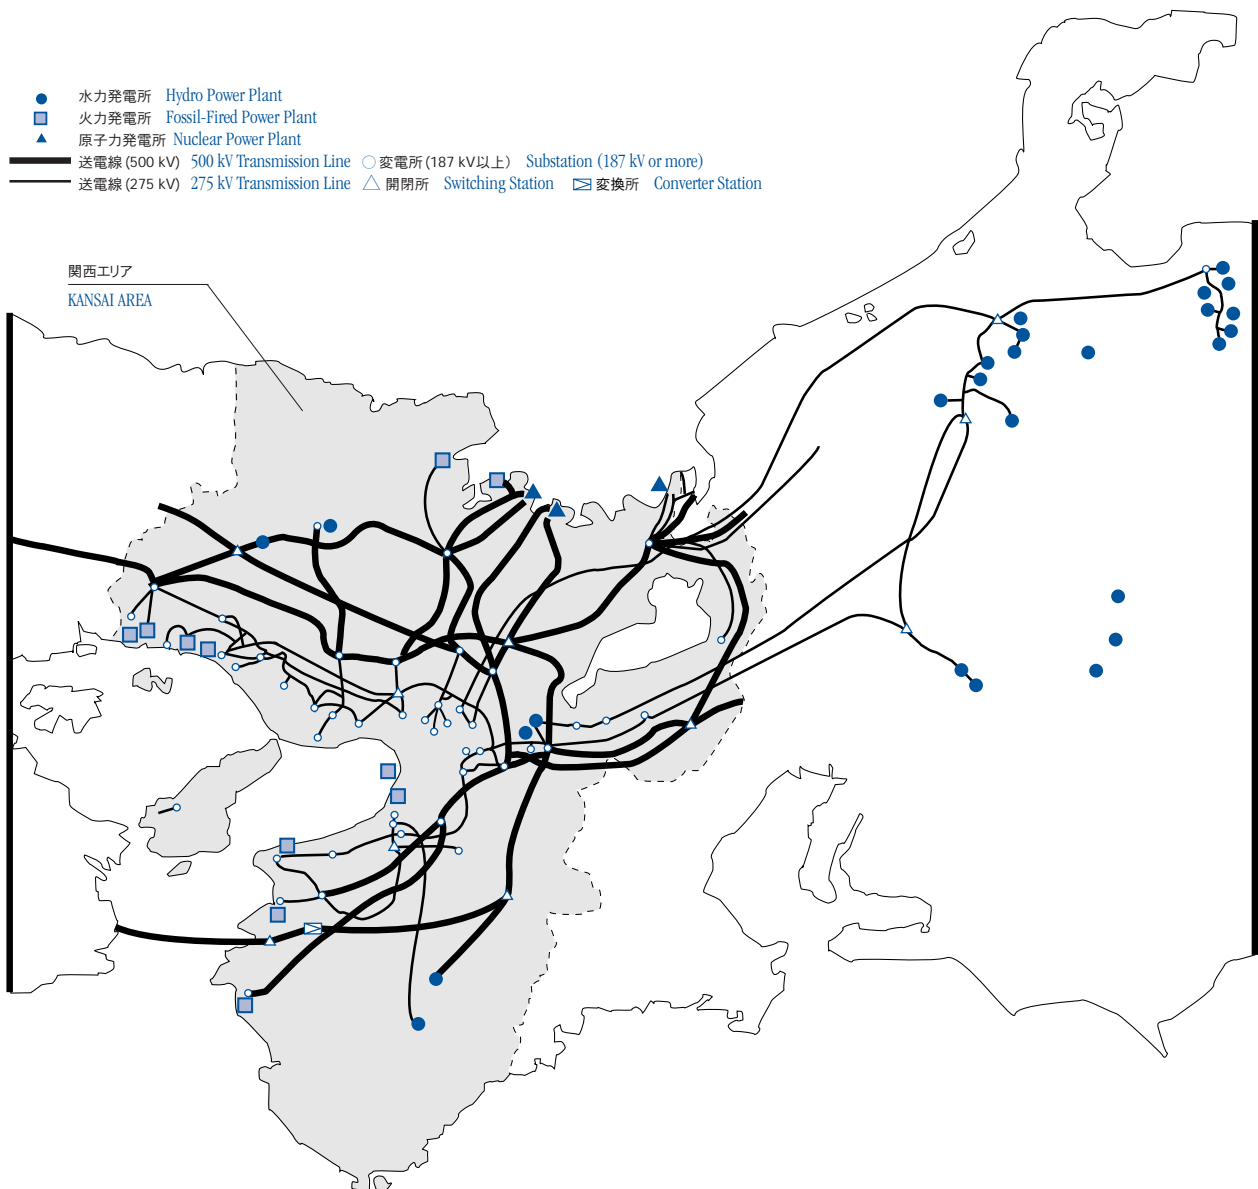 水力発電所 Hydro Power Plant
火力発電所 Fossil-Fired Power Plant
原子力発電所 Nuclear Power Plant
送電線 (500 kV) 500 kV Transmission Line 変電所 (187 kV以上) Substation (187 kV or more)
送電線 (275 kV) 275 kV Transmission Line 開閉所 Switching Station 変換所 Converter Station
関西エリア
KANSAI AREA